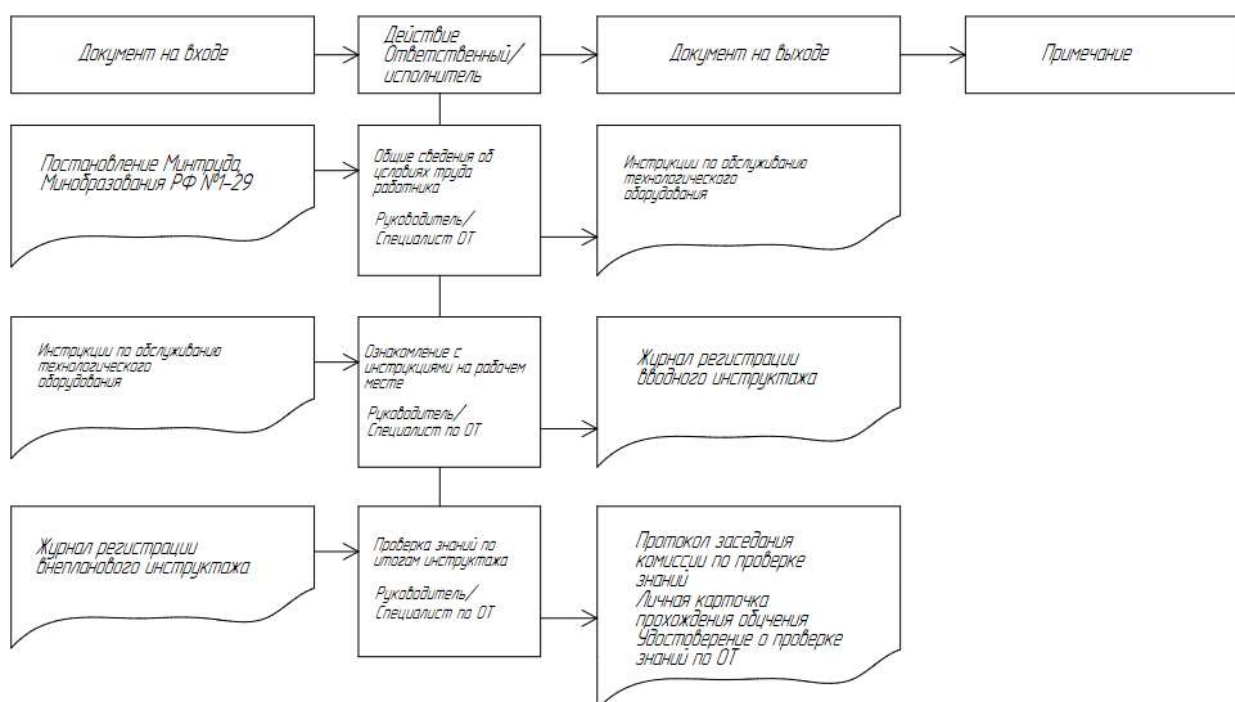 Документ на входе
Действие
Ответственный/
исполнитель
Документ на выходе
Примечание
Постановление Минтруда,
Минобразования РФ №1-29
Общие сведения об
условиях труда
работника
Руководитель/
Специалист ОТ
Инструкции по обслуживанию
технологического
оборудования
Инструкции по обслуживанию
технологического
оборудования
Ознакомление с
инструкциями на рабочем
месте
Руководитель/
Специалист по ОТ
Журнал регистрации
вводного инструктажа
Журнал регистрации
внепланового инструктажа
Проверка знаний по
итогам инструктажа
Руководитель/
Специалист по ОТ
Протокол заседания
комиссии по проверке
знаний
Личная карточка
прохождения обучения
Удостоверение о проверке
знаний по ОТ